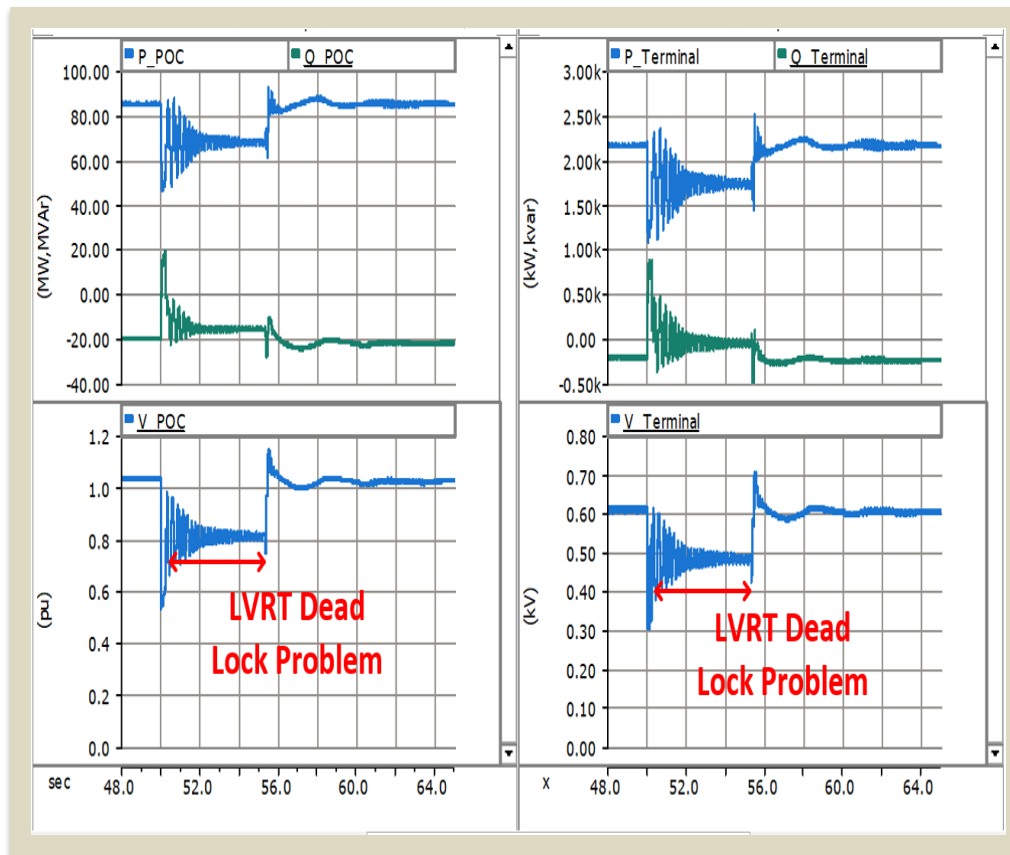 P_POC
Q_POC
100.00
80.00
60.00
40.00
20.00
0.00
-20.00
-40.00
(MW,MVAr)
V_POC
1.2
1.0
0.8
0.6
0.4
0.2
0.0
(pu)
LVRT Dead
Lock Problem
sec
48.0
52.0
56.0
60.0
64.0
P_Terminal
Q_Terminal
3.00k
2.50k
2.00k
1.50k
1.00k
0.50k
0.00
-0.50k
(kW,kvar)
V_Terminal
0.80
0.70
0.60
0.50
0.40
0.30
0.20
0.10
0.00
(kV)
LVRT Dead
Lock Problem
x
48.0
52.0
56.0
60.0
64.0